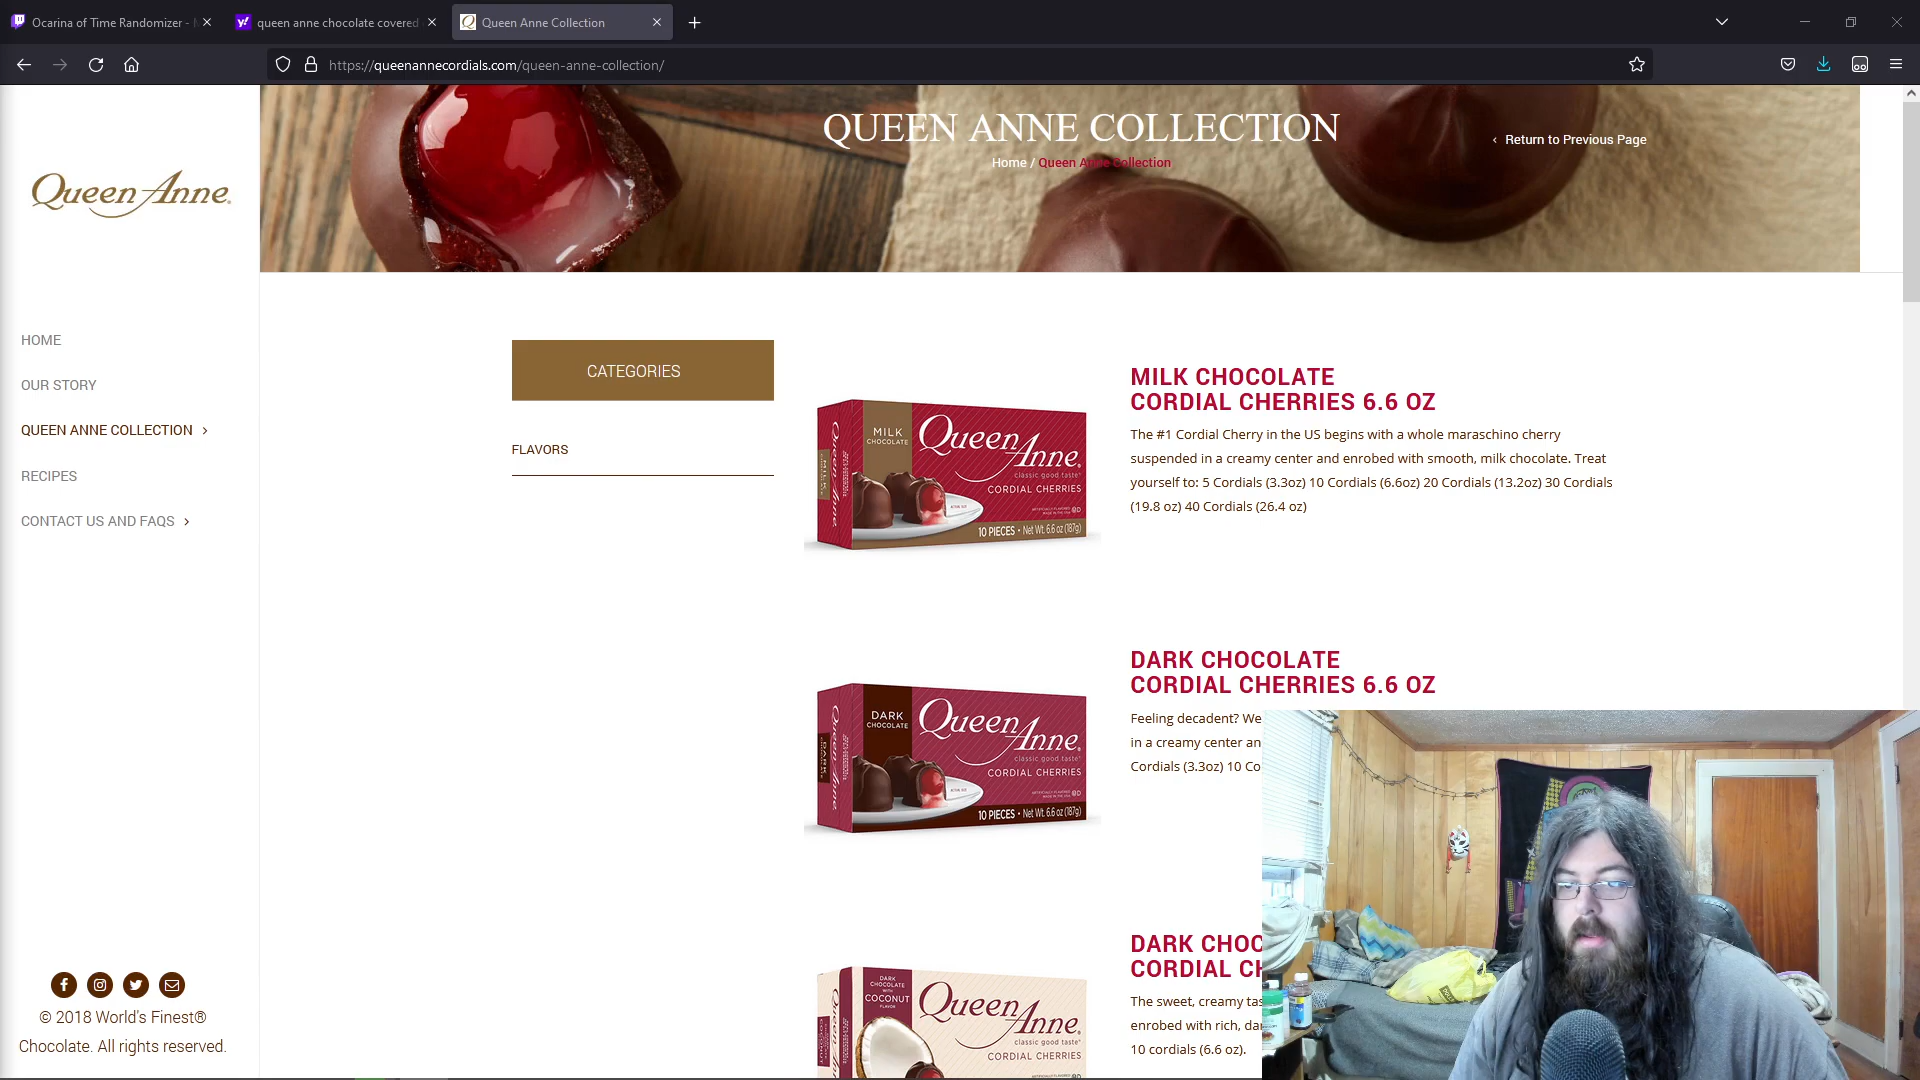 Ocarina of Time Randomizer -
queen anne chocolate covered
Queen Anne Collection
https://queenannecordials.com/queen-anne-collection/
QUEEN ANNE COLLECTION
Home / Queen Anne Collection
‹ Return to Previous Page
Queen Anne®
HOME
OUR STORY
QUEEN ANNE COLLECTION >
RECIPES
CONTACT US AND FAQS >
© 2018 World's Finest®
Chocolate. All rights reserved.
CATEGORIES
FLAVORS
MILK
CHOCOLATE
Queen Anne®
classic good taste
CORDIAL CHERRIES
10 PIECES • Net Wt. 6.6 oz (187g)
MILK CHOCOLATE
CORDIAL CHERRIES 6.6 OZ
The #1 Cordial Cherry in the US begins with a whole maraschino cherry
suspended in a creamy center and enrobed with smooth, milk chocolate. Treat
yourself to: 5 Cordials (3.3oz) 10 Cordials (6.6oz) 20 Cordials (13.2oz) 30 Cordials
(19.8 oz) 40 Cordials (26.4 oz)
DARK
CHOCOLATE
Queen Anne®
classic good taste
CORDIAL CHERRIES
10 PIECES • Net Wt. 6.6 oz (187g)
DARK CHOCOLATE
CORDIAL CHERRIES 6.6 OZ
Feeling decadent? We
in a creamy center an
Cordials (3.3oz) 10 Co
DARK
CHOCOLATE
WITH
COCONUT
FLAVOR
Queen Anne®
classic good taste
CORDIAL CHERRIES
DARK CHOC
CORDIAL CH
The sweet, creamy tas
enrobed with rich, da
10 cordials (6.6 oz).